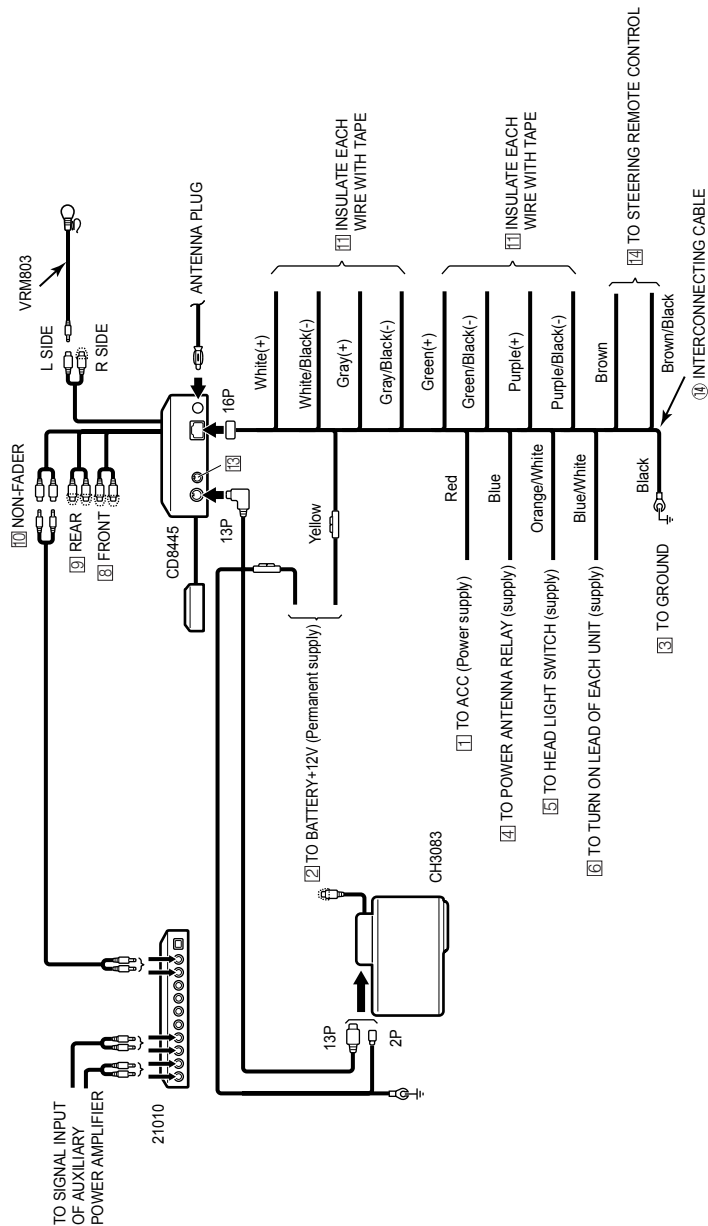 VRM803
L SIDE
R SIDE
ANTENNA PLUG
10 NON-FADER
9 REAR
8 FRONT
CD8445
16P
13
13P
TO SIGNAL INPUT
OF AUXILIARY
POWER AMPLIFIER
21010
White(+)
White/Black(-)
Gray(+)
Gray/Black(-)
11 INSULATE EACH
WIRE WITH TAPE
Yellow
2 TO BATTERY+12V (Permanent supply)
Green(+)
Green/Black(-)
Purple(+)
Purple/Black(-)
11 INSULATE EACH
WIRE WITH TAPE
Brown
Brown/Black
14 TO STEERING REMOTE CONTROL
⑭ INTERCONNECTING CABLE
Red
Blue
Orange/White
Blue/White
Black
1 TO ACC (Power supply)
4 TO POWER ANTENNA RELAY (supply)
5 TO HEAD LIGHT SWITCH (supply)
6 TO TURN ON LEAD OF EACH UNIT (supply)
3 TO GROUND
CH3083
13P
2P